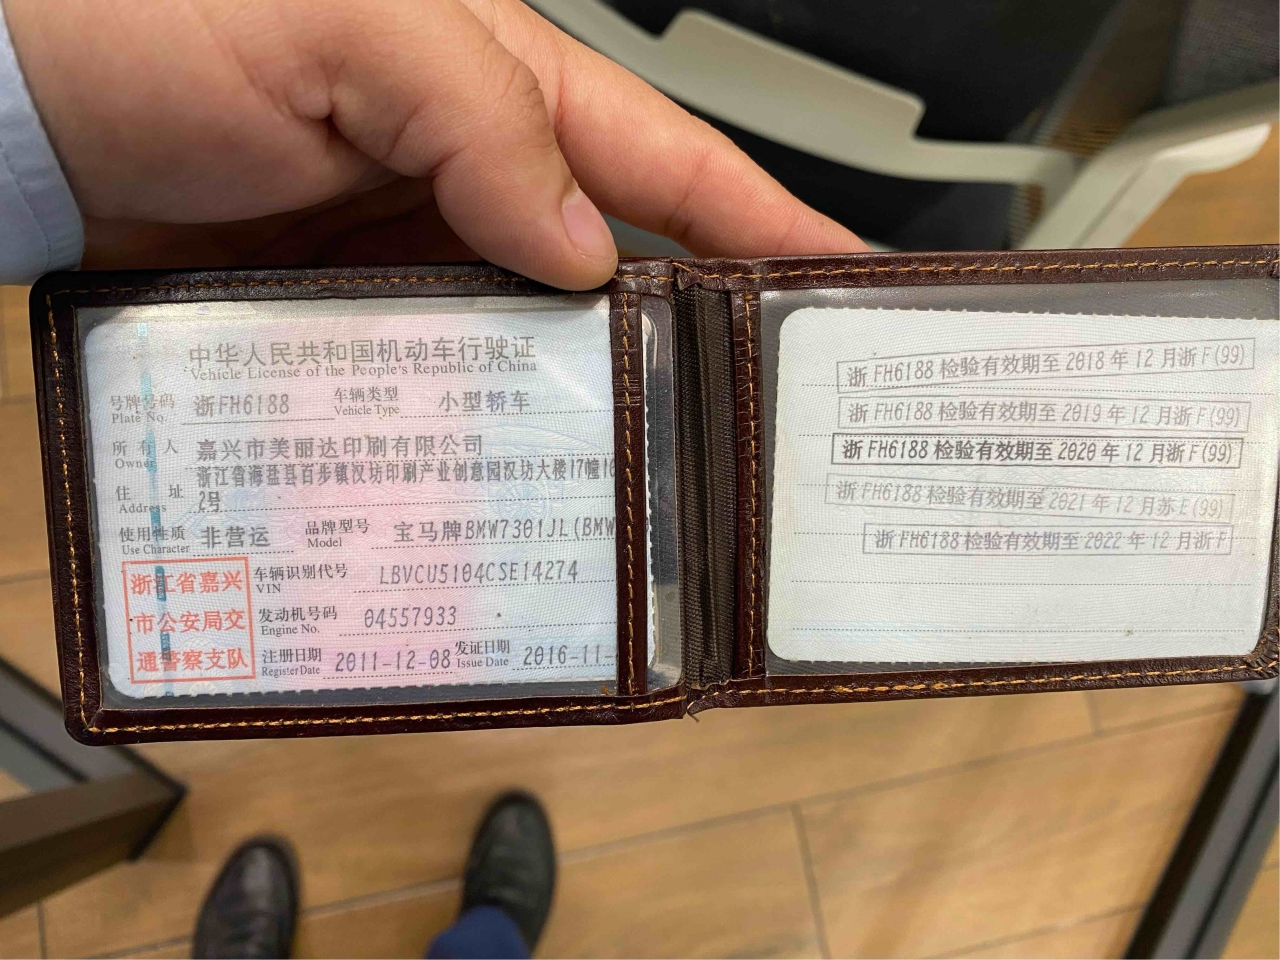 中华人民共和国机动车行驶证
Vehicle License of the People's Republic of China
号牌号码 浙FH6188 车辆类型 小型轿车
Plate No. Vehicle Type
所有人 嘉兴市美丽达印刷有限公司
Owner
浙江省海盐县百步镇汉坊印刷产业创意园汉坊大楼17幢
住址 2号
Address
使用性质 非营运 品牌型号 宝马牌BMW7301JL(BMW
Use Character Model
浙江省嘉兴
市公安局交
通警察支队
车辆识别代号 LBVCU5104CSE14274
VIN
发动机号码 04557933
Engine No.
注册日期 2011-12-08 发证日期 2016-11-
Register Date Issue Date
浙FH6188 检验有效期至 2018 年 12 月浙F(99)
浙FH6188 检验有效期至 2019 年 12 月浙F(99)
浙FH6188 检验有效期至 2020 年 12 月浙F(99)
浙FH6188 检验有效期至 2021 年 12 月苏E(99)
浙FH6188 检验有效期至 2022 年 12 月浙F